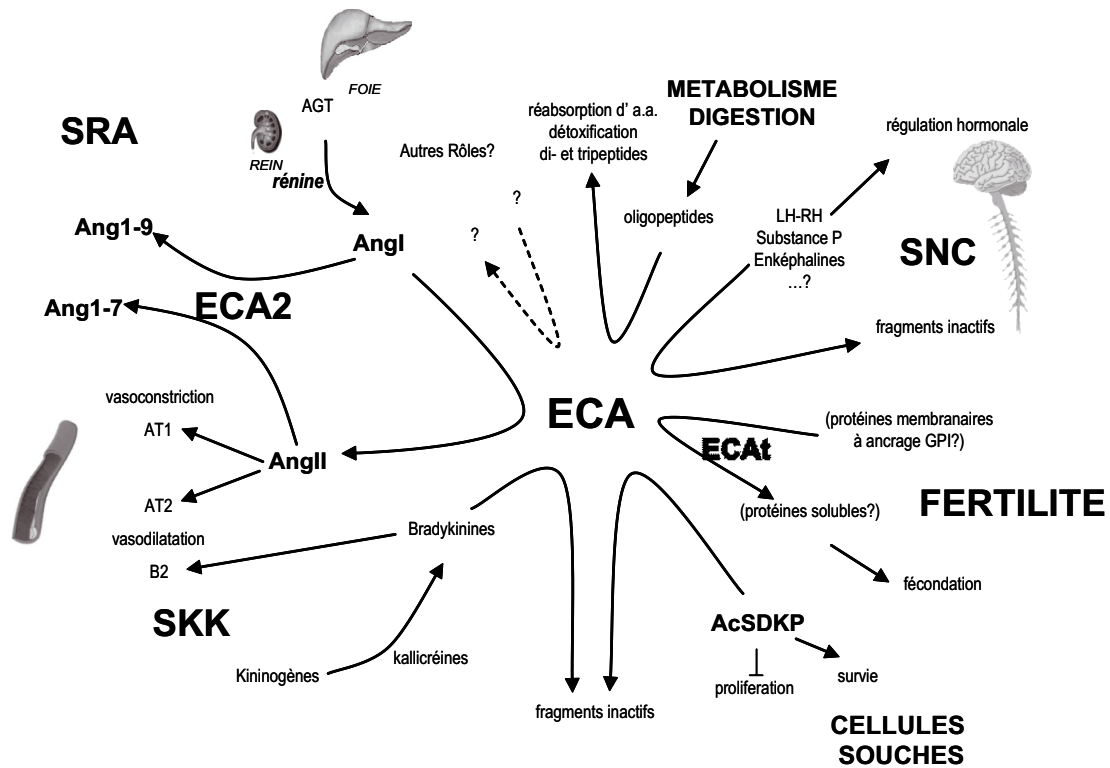 SRA
FOIE
AGT
REIN
rénine
Ang1-9
AngI
Ang1-7
ECA2
Autres Rôles?
?
?
réabsorption d' a.a.
détoxification
di- et tripeptides
METABOLISME
DIGESTION
oligopeptides
régulation hormonale
LH-RH
Substance P
Enképhalines
...?
SNC
fragments inactifs
ECA
vasoconstriction
AT1
AngII
AT2
vasodilatation
B2
Bradykinines
SKK
Kininogènes
kallicréines
fragments inactifs
ECAt
(protéines membranaires
à ancrage GPI?)
(protéines solubles?)
FERTILITE
fécondation
AcSDKP
proliferation
survie
CELLULES
SOUCHES